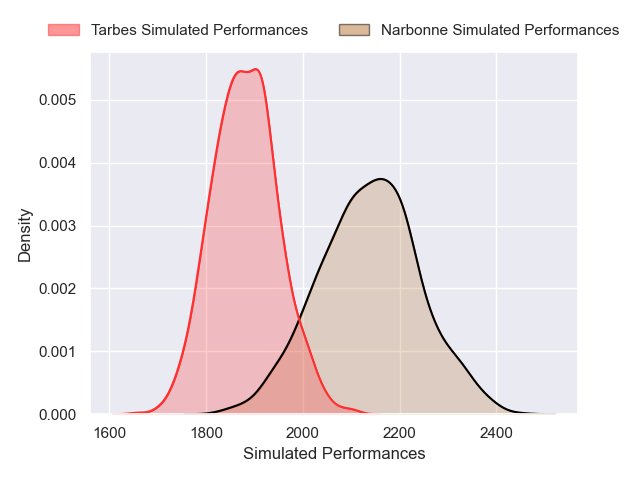 Tarbes Simulated Performances
Narbonne Simulated Performances
0.005
0.004
0.003
0.002
0.001
0.000
Density
1600 1800 2000 2200 2400
Simulated Performances